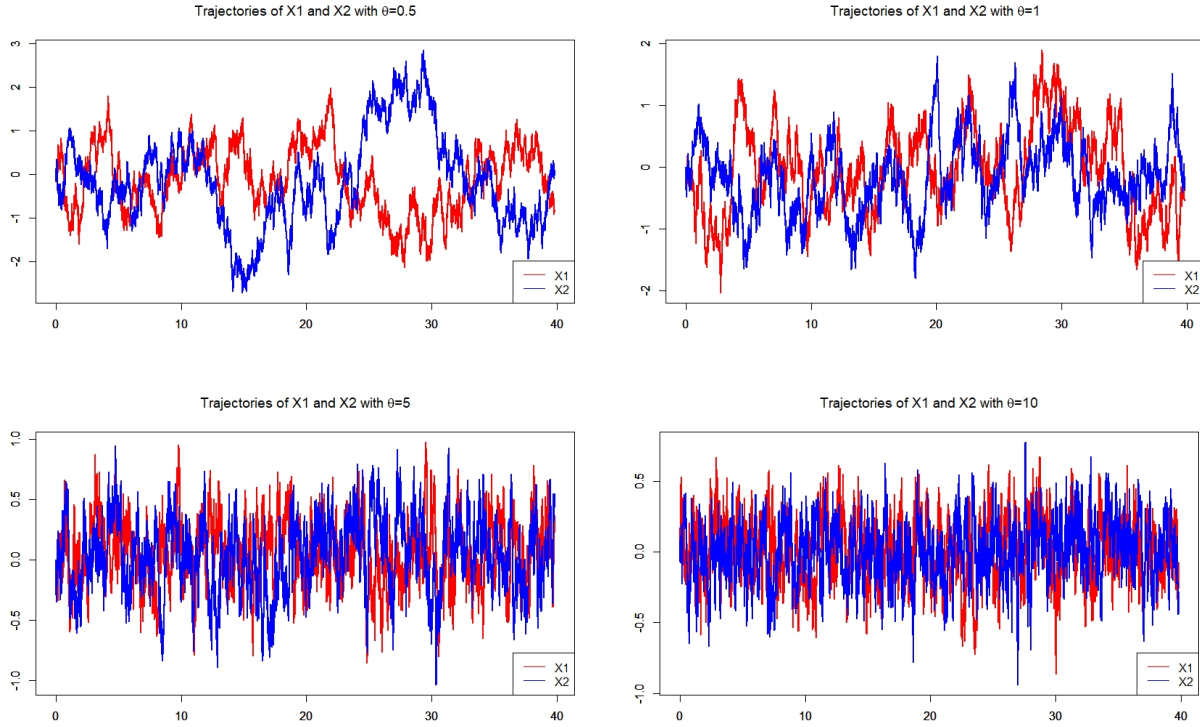 Trajectories of X1 and X2 with θ=0.5
3
2
1
0
-1
-2
0 10 20 30 40
X1
X2
Trajectories of X1 and X2 with θ=1
2
1
0
-1
-2
0 10 20 30 40
X1
X2
Trajectories of X1 and X2 with θ=5
1.0
0.5
0.0
-0.5
-1.0
0 10 20 30 40
X1
X2
Trajectories of X1 and X2 with θ=10
0.5
0.0
-0.5
-1.0
0 10 20 30 40
X1
X2